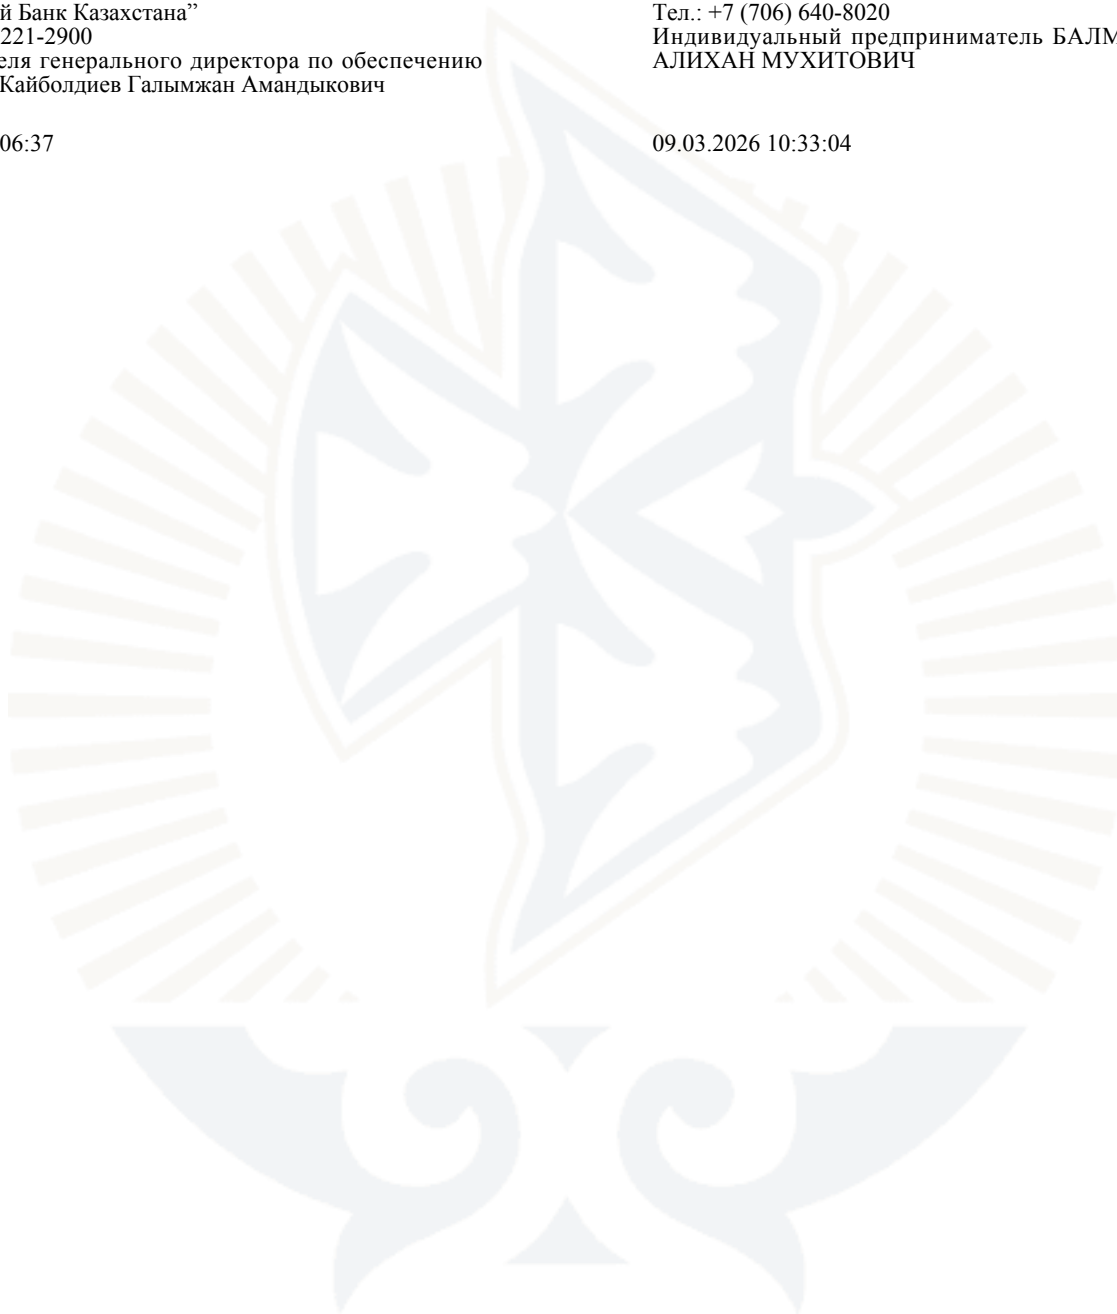 й Банк Казахстана”
221-2900
еля генерального директора по обеспечению
Кайболдиев Галымжан Амандыкович
06:37
Тел.: +7 (706) 640-8020
Индивидуальный предприниматель БАЛМ
АЛИХАН МУХИТОВИЧ
09.03.2026 10:33:04